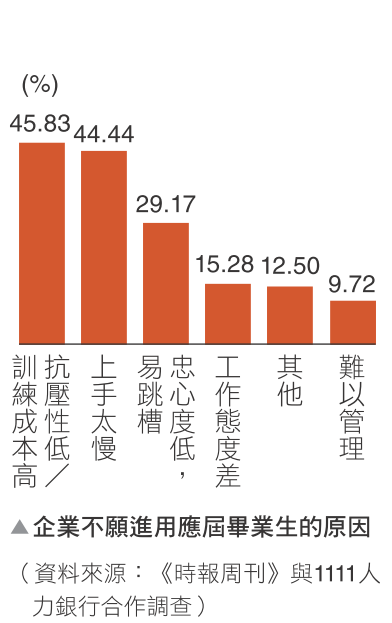 (%)
45.83
44.44
29.17
15.28
12.50
9.72
抗壓性低／
訓練成本高
上手太慢
忠心度低，
易跳槽
工作態度差
其他
難以管理
▲企業不願進用應屆畢業生的原因
（資料來源：《時報周刊》與1111人
力銀行合作調查）